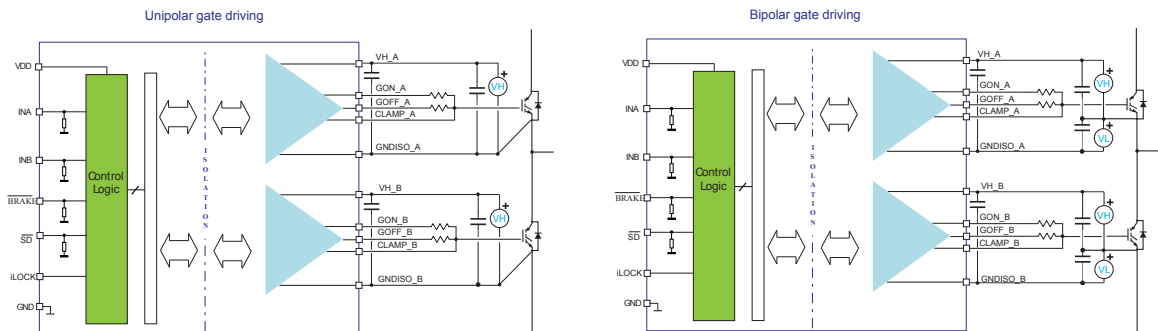 Unipolar gate driving
VDD
INA
INB
BRAKE
SD
iLOCK
GND
Control
Logic
ISOLATION
VH_A
GON_A
GOFF_A
CLAMP_A
GNDISO_A
VH
+
VH_B
GON_B
GOFF_B
CLAMP_B
GNDISO_B
VH
+
Bipolar gate driving
VDD
INA
INB
BRAKE
SD
iLOCK
GND
Control
Logic
ISOLATION
VH_A
GON_A
GOFF_A
CLAMP_A
GNDISO_A
VH
+
VL
+
VH_B
GON_B
GOFF_B
CLAMP_B
GNDISO_B
VH
+
VL
+